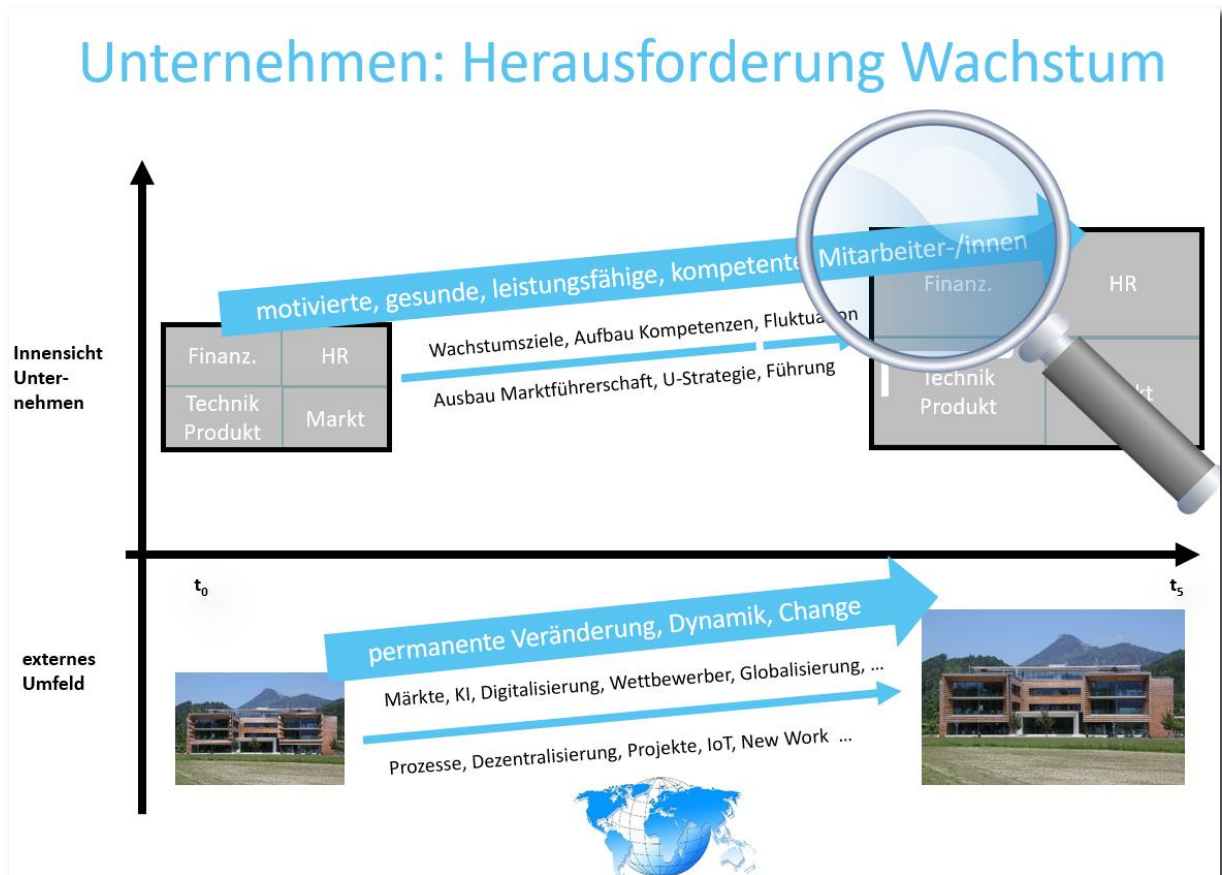 Unternehmen: Herausforderung Wachstum
motivierte, gesunde, leistungsfähige, kompetente Mitarbeiter-/innen
Innensicht
Unter-
nehmen
Finanz.
HR
Technik
Produkt
Markt
Wachstumsziele, Aufbau Kompetenzen, Fluktuation
Ausbau Marktführerschaft, U-Strategie, Führung
Finanz.
HR
Technik
Produkt
t0
t5
externes
Umfeld
permanente Veränderung, Dynamik, Change
Märkte, KI, Digitalisierung, Wettbewerber, Globalisierung, ...
Prozesse, Dezentralisierung, Projekte, IoT, New Work ...